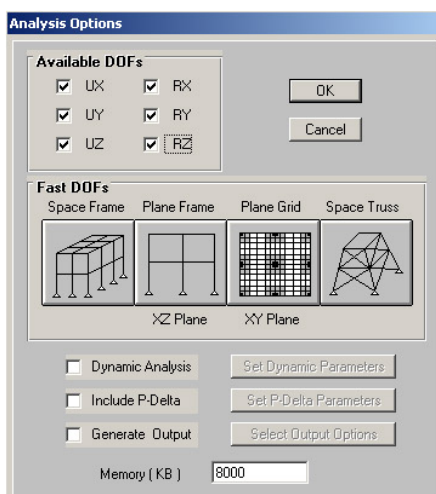 Analysis Options
Available DOFs
UX RX
UY RY
UZ RZ
OK
Cancel
Fast DOFs
Space Frame Plane Frame Plane Grid Space Truss
XZ Plane XY Plane
Dynamic Analysis Set Dynamic Parameters
Include P-Delta Set P-Delta Parameters
Generate Output Select Output Options
Memory ( KB ) 8000